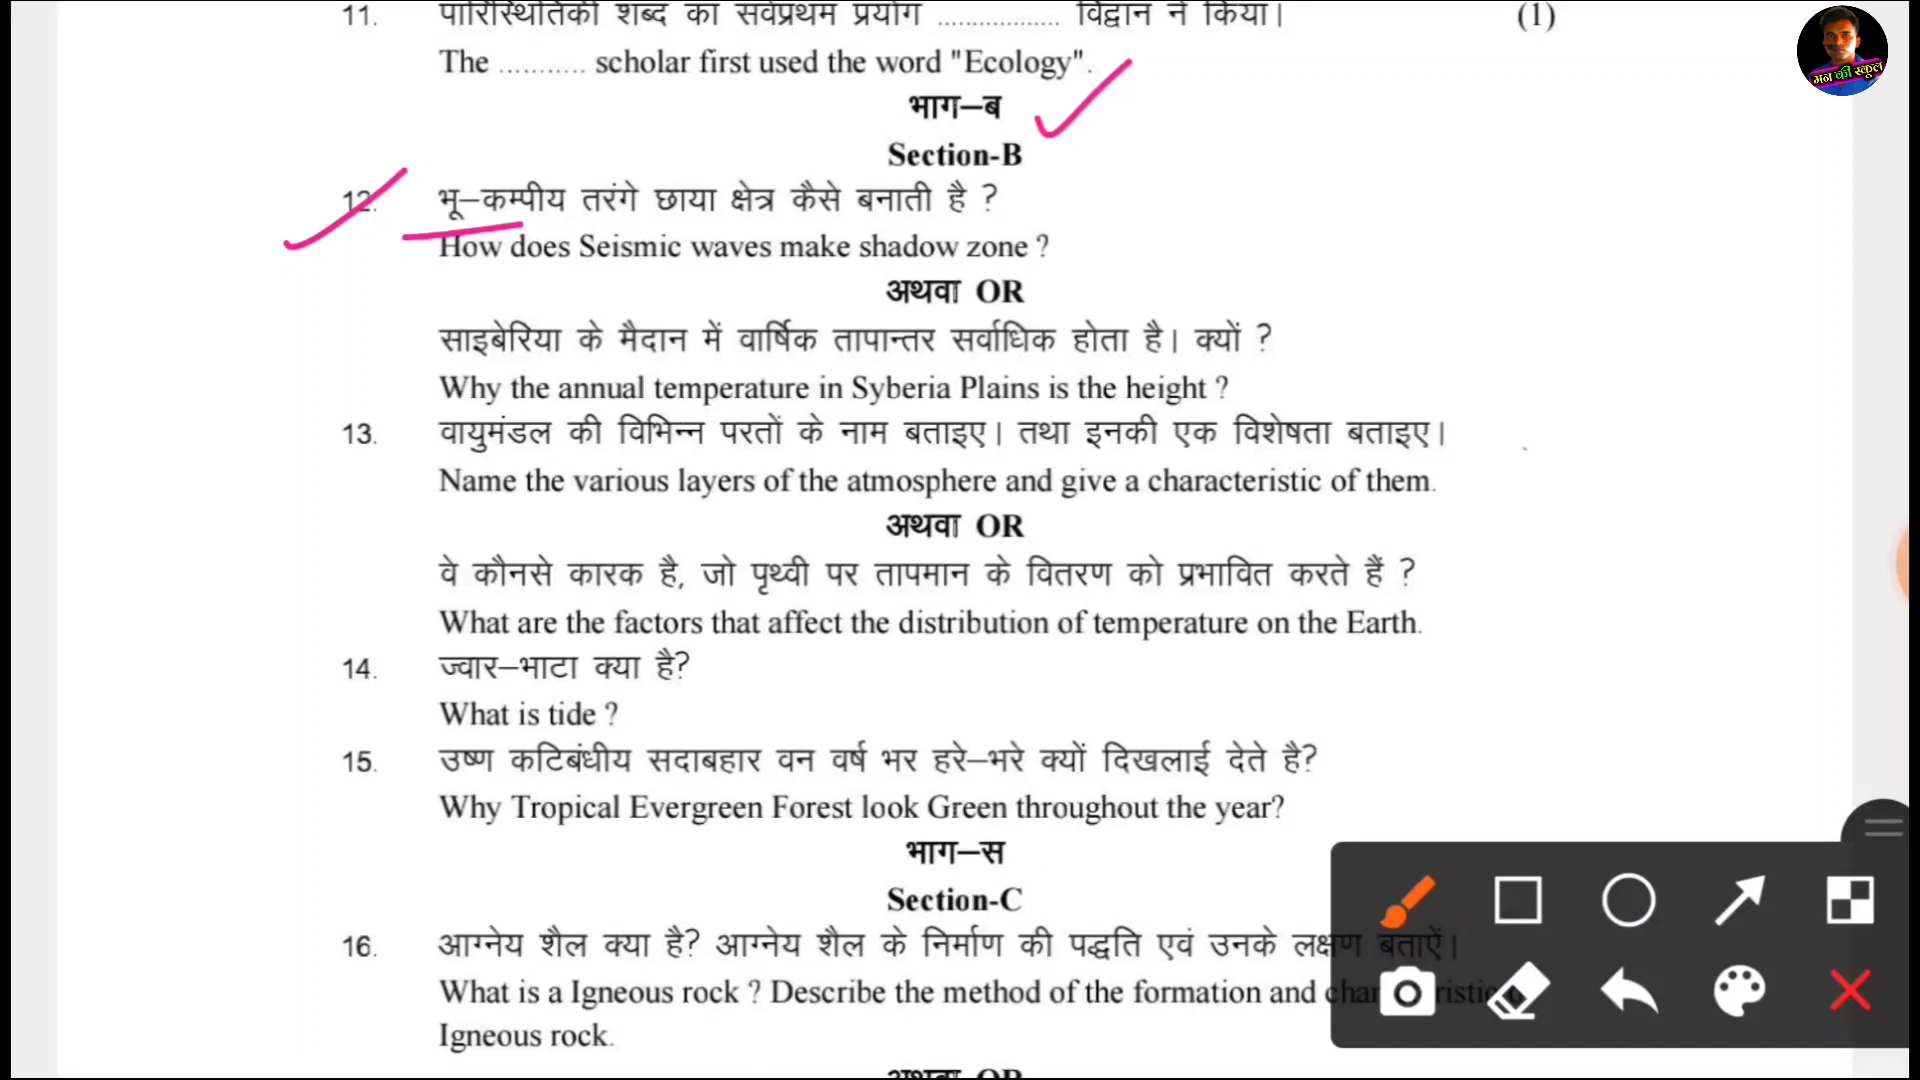 11. पारिस्थितिकी शब्द का सर्वप्रथम प्रयोग .................. विद्वान ने किया। (1)
The ........... scholar first used the word "Ecology".
भाग–ब
Section-B
12. भू–कम्पीय तरंगे छाया क्षेत्र कैसे बनाती है ?
How does Seismic waves make shadow zone ?
अथवा OR
साइबेरिया के मैदान में वार्षिक तापान्तर सर्वाधिक होता है। क्यों ?
Why the annual temperature in Syberia Plains is the height ?
13. वायुमंडल की विभिन्न परतों के नाम बताइए। तथा इनकी एक विशेषता बताइए।
Name the various layers of the atmosphere and give a characteristic of them.
अथवा OR
वे कौनसे कारक है, जो पृथ्वी पर तापमान के वितरण को प्रभावित करते हैं ?
What are the factors that affect the distribution of temperature on the Earth.
14. ज्वार–भाटा क्या है?
What is tide ?
15. उष्ण कटिबंधीय सदाबहार वन वर्ष भर हरे–भरे क्यों दिखलाई देते है?
Why Tropical Evergreen Forest look Green throughout the year?
भाग–स
Section-C
16. आग्नेय शैल क्या है? आग्नेय शैल के निर्माण की पद्धति एवं उनके लक्षण बताऐं।
What is a Igneous rock ? Describe the method of the formation and
Igneous rock.
अथवा OR
मन की स्कूल